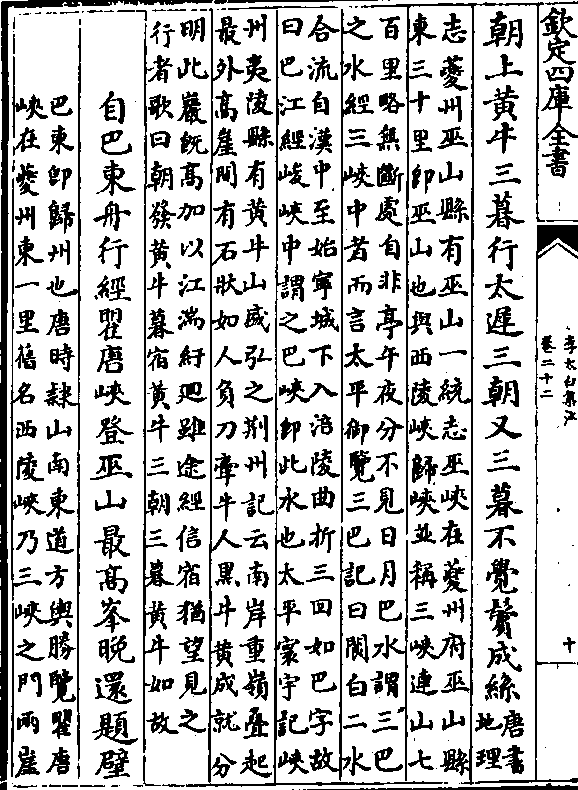 欽定四庫全書
李太白集注
卷二十二
十
朝上黃牛三暮行太遲三朝又三暮不覺鬢成絲
唐書
地理
志夔州巫山縣有巫山一統志巫峽在夔州府巫山縣
東三十里即巫山也與西陵峽歸峽並稱三峽連山七
百里略無斷處自非亭午夜分不見日月巴水謂三巴
之水經三峽中者而言太平御覽三巴記曰閬白二水
合流自漢中至始寧城下入涪陵曲折三回如巴字故
曰巴江經峻峽中謂之巴峽即此水也太平寰宇記峽
州夷陵縣有黃牛山盛弘之荆州記云南岸重嶺疊起
最外高崖間有石狀如人負刀牽牛人黒牛黄成就分
明此巖旣高加以江湍紆廻雖途經信宿猶望見之
行者歌曰朝發黄牛暮宿黄牛三朝三暮黄牛如故
自巴東舟行經瞿唐峽登巫山最高峯晚還題壁
巴東即歸州也唐時隷山南東道方輿勝覽瞿唐
峽在夔州東一里舊名西陵峽乃三峽之門兩崖